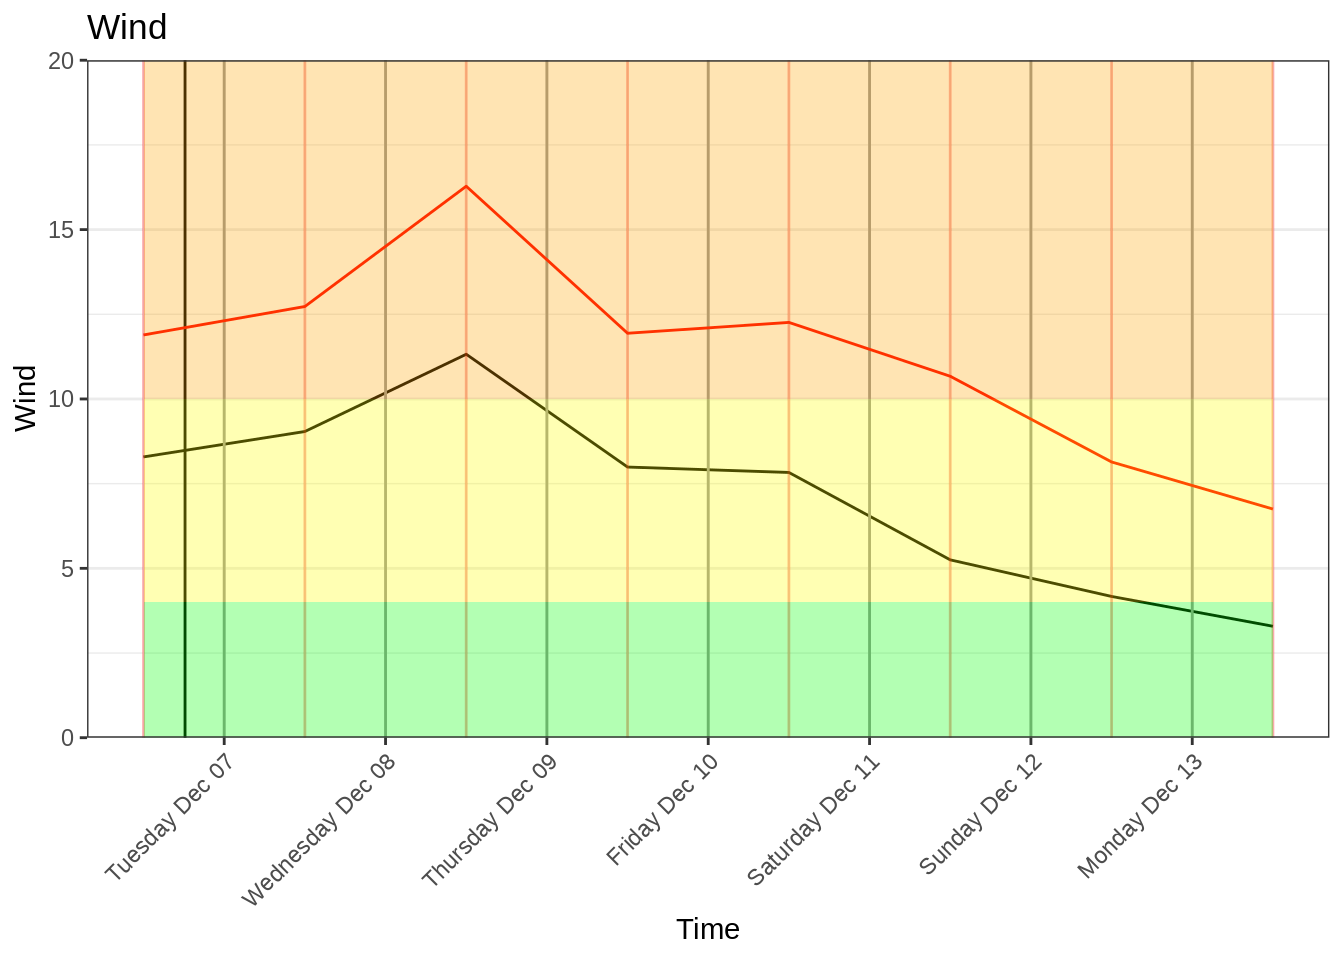 Wind
20
15
10
5
0
Wind
Tuesday Dec 07
Wednesday Dec 08
Thursday Dec 09
Friday Dec 10
Saturday Dec 11
Sunday Dec 12
Monday Dec 13
Time